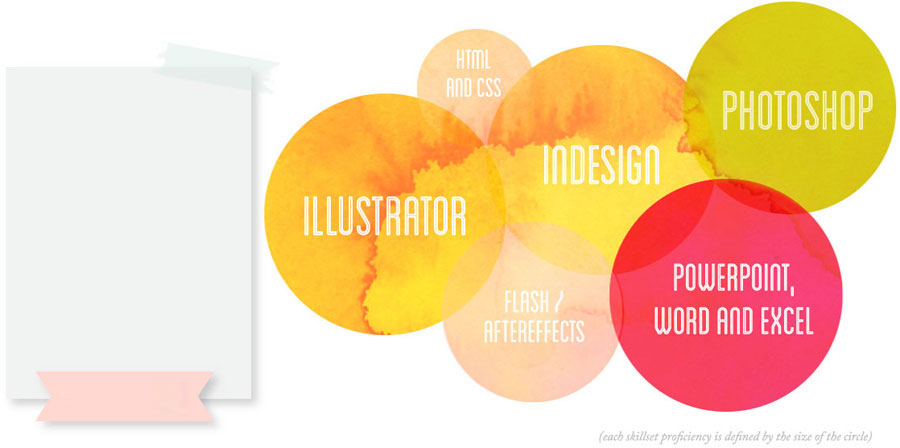 HTML
AND CSS
PHOTOSHOP
INDESIGN
ILLUSTRATOR
POWERPOINT,
WORD AND EXCEL
FLASH /
AFTEREFFECTS
(each skillset proficiency is defined by the size of the circle)